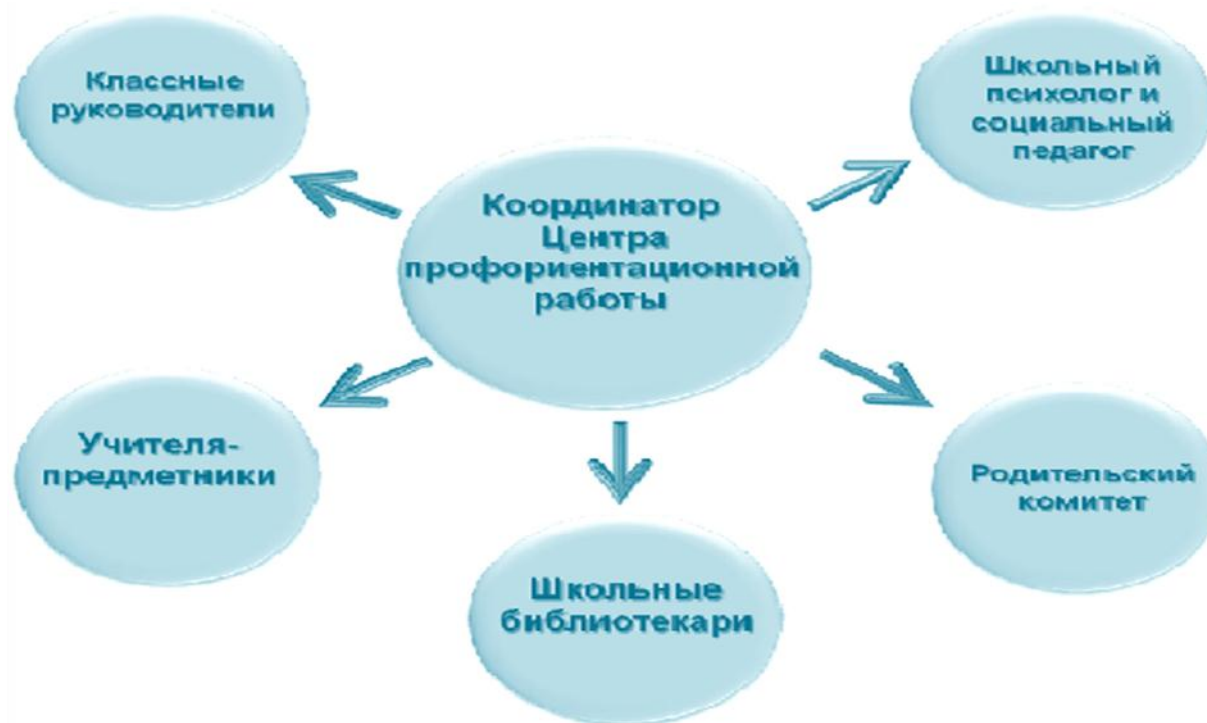 Классные
руководители
Школьный
психолог и
социальный
педагог
Координатор
Центра
профориентационной
работы
Учителя-
предметники
Родительский
комитет
Школьные
библиотекари